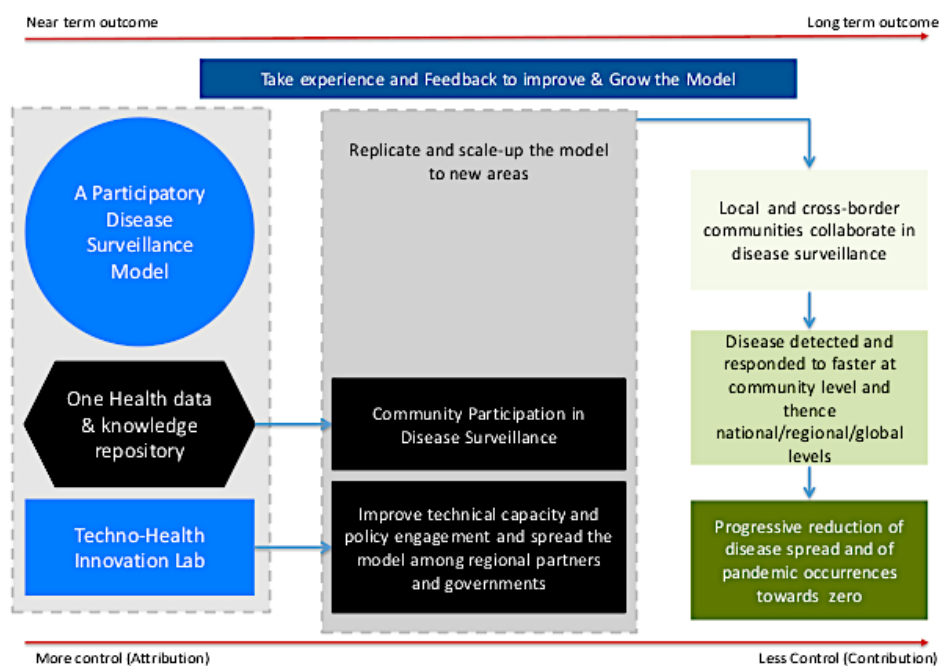 Near term outcome
Long term outcome
Take experience and Feedback to improve & Grow the Model
A Participatory
Disease
Surveillance
Model
One Health data
& knowledge
repository
Techno-Health
Innovation Lab
Replicate and scale-up the model
to new areas
Community Participation in
Disease Surveillance
Improve technical capacity and
policy engagement and spread the
model among regional partners
and governments
Local and cross-border
communities collaborate in
disease surveillance
Disease detected and
responded to faster at
community level and
thence
national/regional/global
levels
Progressive reduction of
disease spread and of
pandemic occurrences
towards zero
More control (Attribution)
Less Control (Contribution)